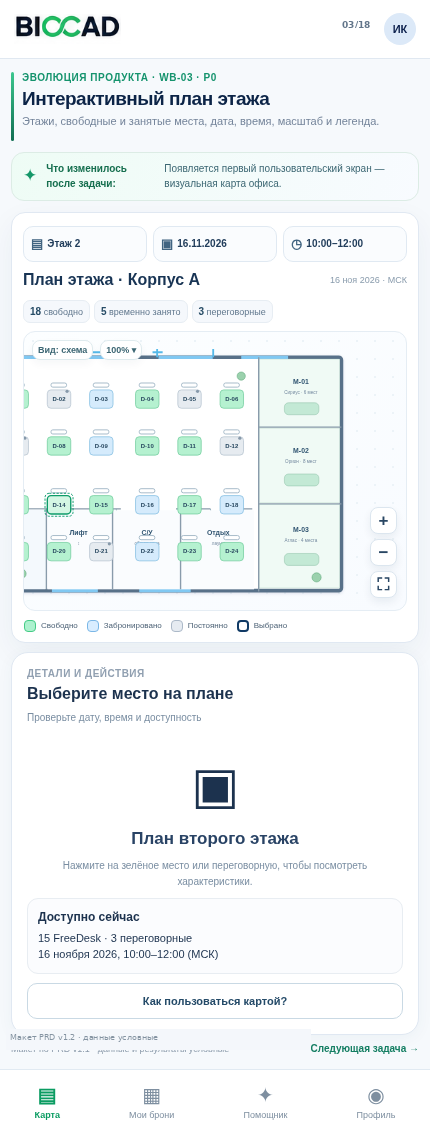 BIOCAD
03/18
ИК
ЭВОЛЮЦИЯ ПРОДУКТА · WB-03 · P0
Интерактивный план этажа
Этажи, свободные и занятые места, дата, время, масштаб и легенда.
Что изменилось после задачи:
Появляется первый пользовательский экран — визуальная карта офиса.
Этаж 2
16.11.2026
10:00–12:00
План этажа · Корпус А
16 ноя 2026 · МСК
18 свободно
5 временно занято
3 переговорные
Вид: схема
100% ▾
D-02 D-03 D-04 D-05 D-06
M-01
D-08 D-09 D-10 D-11 D-12
M-02
D-14 D-15 D-16 D-17 D-18
Лифт С/У Отдых
M-03
D-20 D-21 D-22 D-23 D-24
+
−
Свободно
Забронировано
Постоянно
Выбрано
ДЕТАЛИ И ДЕЙСТВИЯ
Выберите место на плане
Проверьте дату, время и доступность
План второго этажа
Нажмите на зелёное место или переговорную, чтобы посмотреть
характеристики.
Доступно сейчас
15 FreeDesk · 3 переговорные
16 ноября 2026, 10:00–12:00 (МСК)
Как пользоваться картой?
Макет PRD v1.2 · данные условные
Следующая задача →
Карта
Мои брони
Помощник
Профиль